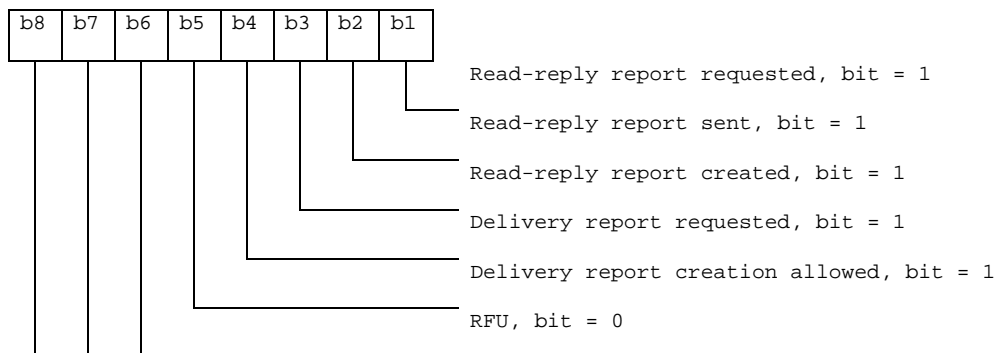 b8 b7 b6 b5 b4 b3 b2 b1
Read-reply report requested, bit = 1
Read-reply report sent, bit = 1
Read-reply report created, bit = 1
Delivery report requested, bit = 1
Delivery report creation allowed, bit = 1
RFU, bit = 0